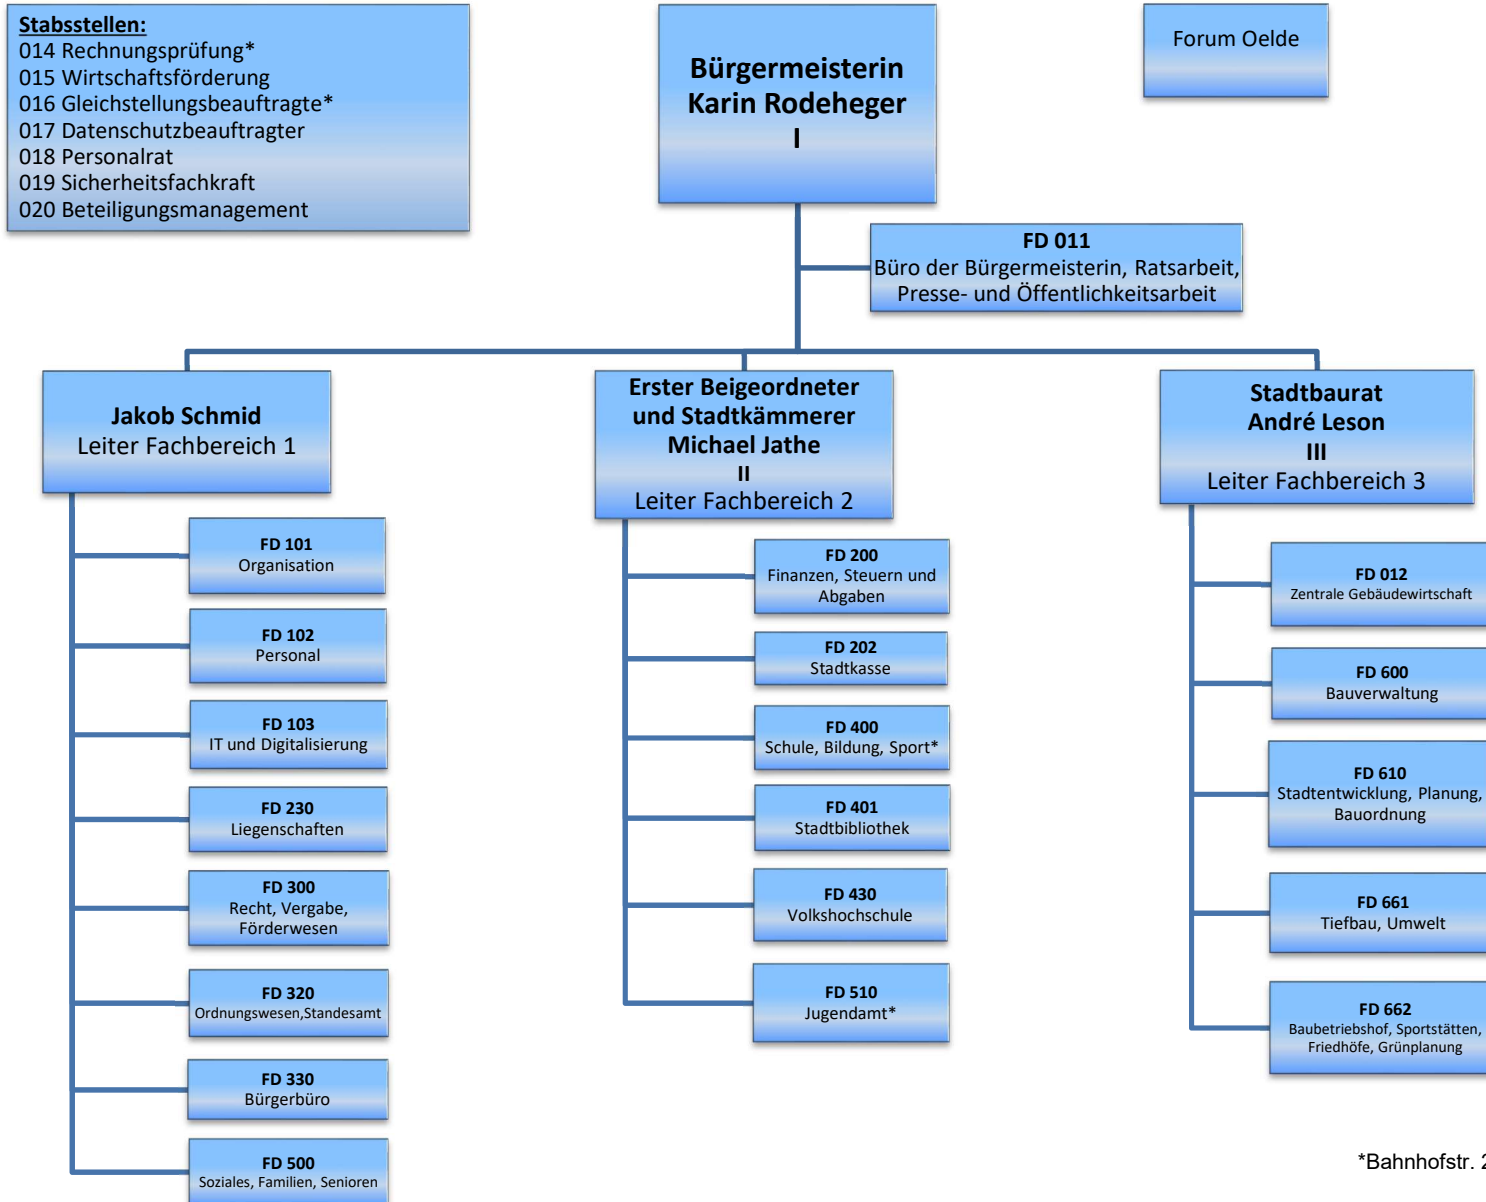 Stabsstellen:
014 Rechnungsprüfung*
015 Wirtschaftsförderung
016 Gleichstellungsbeauftragte*
017 Datenschutzbeauftragter
018 Personalrat
019 Sicherheitsfachkraft
020 Beteiligungsmanagement
Bürgermeisterin
Karin Rodeheger
I
Forum Oelde
FD 011
Büro der Bürgermeisterin, Ratsarbeit,
Presse- und Öffentlichkeitsarbeit
Jakob Schmid
Leiter Fachbereich 1
FD 101
Organisation
FD 102
Personal
FD 103
IT und Digitalisierung
FD 230
Liegenschaften
FD 300
Recht, Vergabe,
Förderwesen
FD 320
Ordnungswesen,Standesamt
FD 330
Bürgerbüro
FD 500
Soziales, Familien, Senioren
Erster Beigeordneter
und Stadtkämmerer
Michael Jathe
II
Leiter Fachbereich 2
FD 200
Finanzen, Steuern und
Abgaben
FD 202
Stadtkasse
FD 400
Schule, Bildung, Sport*
FD 401
Stadtbibliothek
FD 430
Volkshochschule
FD 510
Jugendamt*
Stadtbaurat
André Leson
III
Leiter Fachbereich 3
FD 012
Zentrale Gebäudewirtschaft
FD 600
Bauverwaltung
FD 610
Stadtentwicklung, Planung,
Bauordnung
FD 661
Tiefbau, Umwelt
FD 662
Baubetriebshof, Sportstätten,
Friedhöfe, Grünplanung
*Bahnhofstr. 2